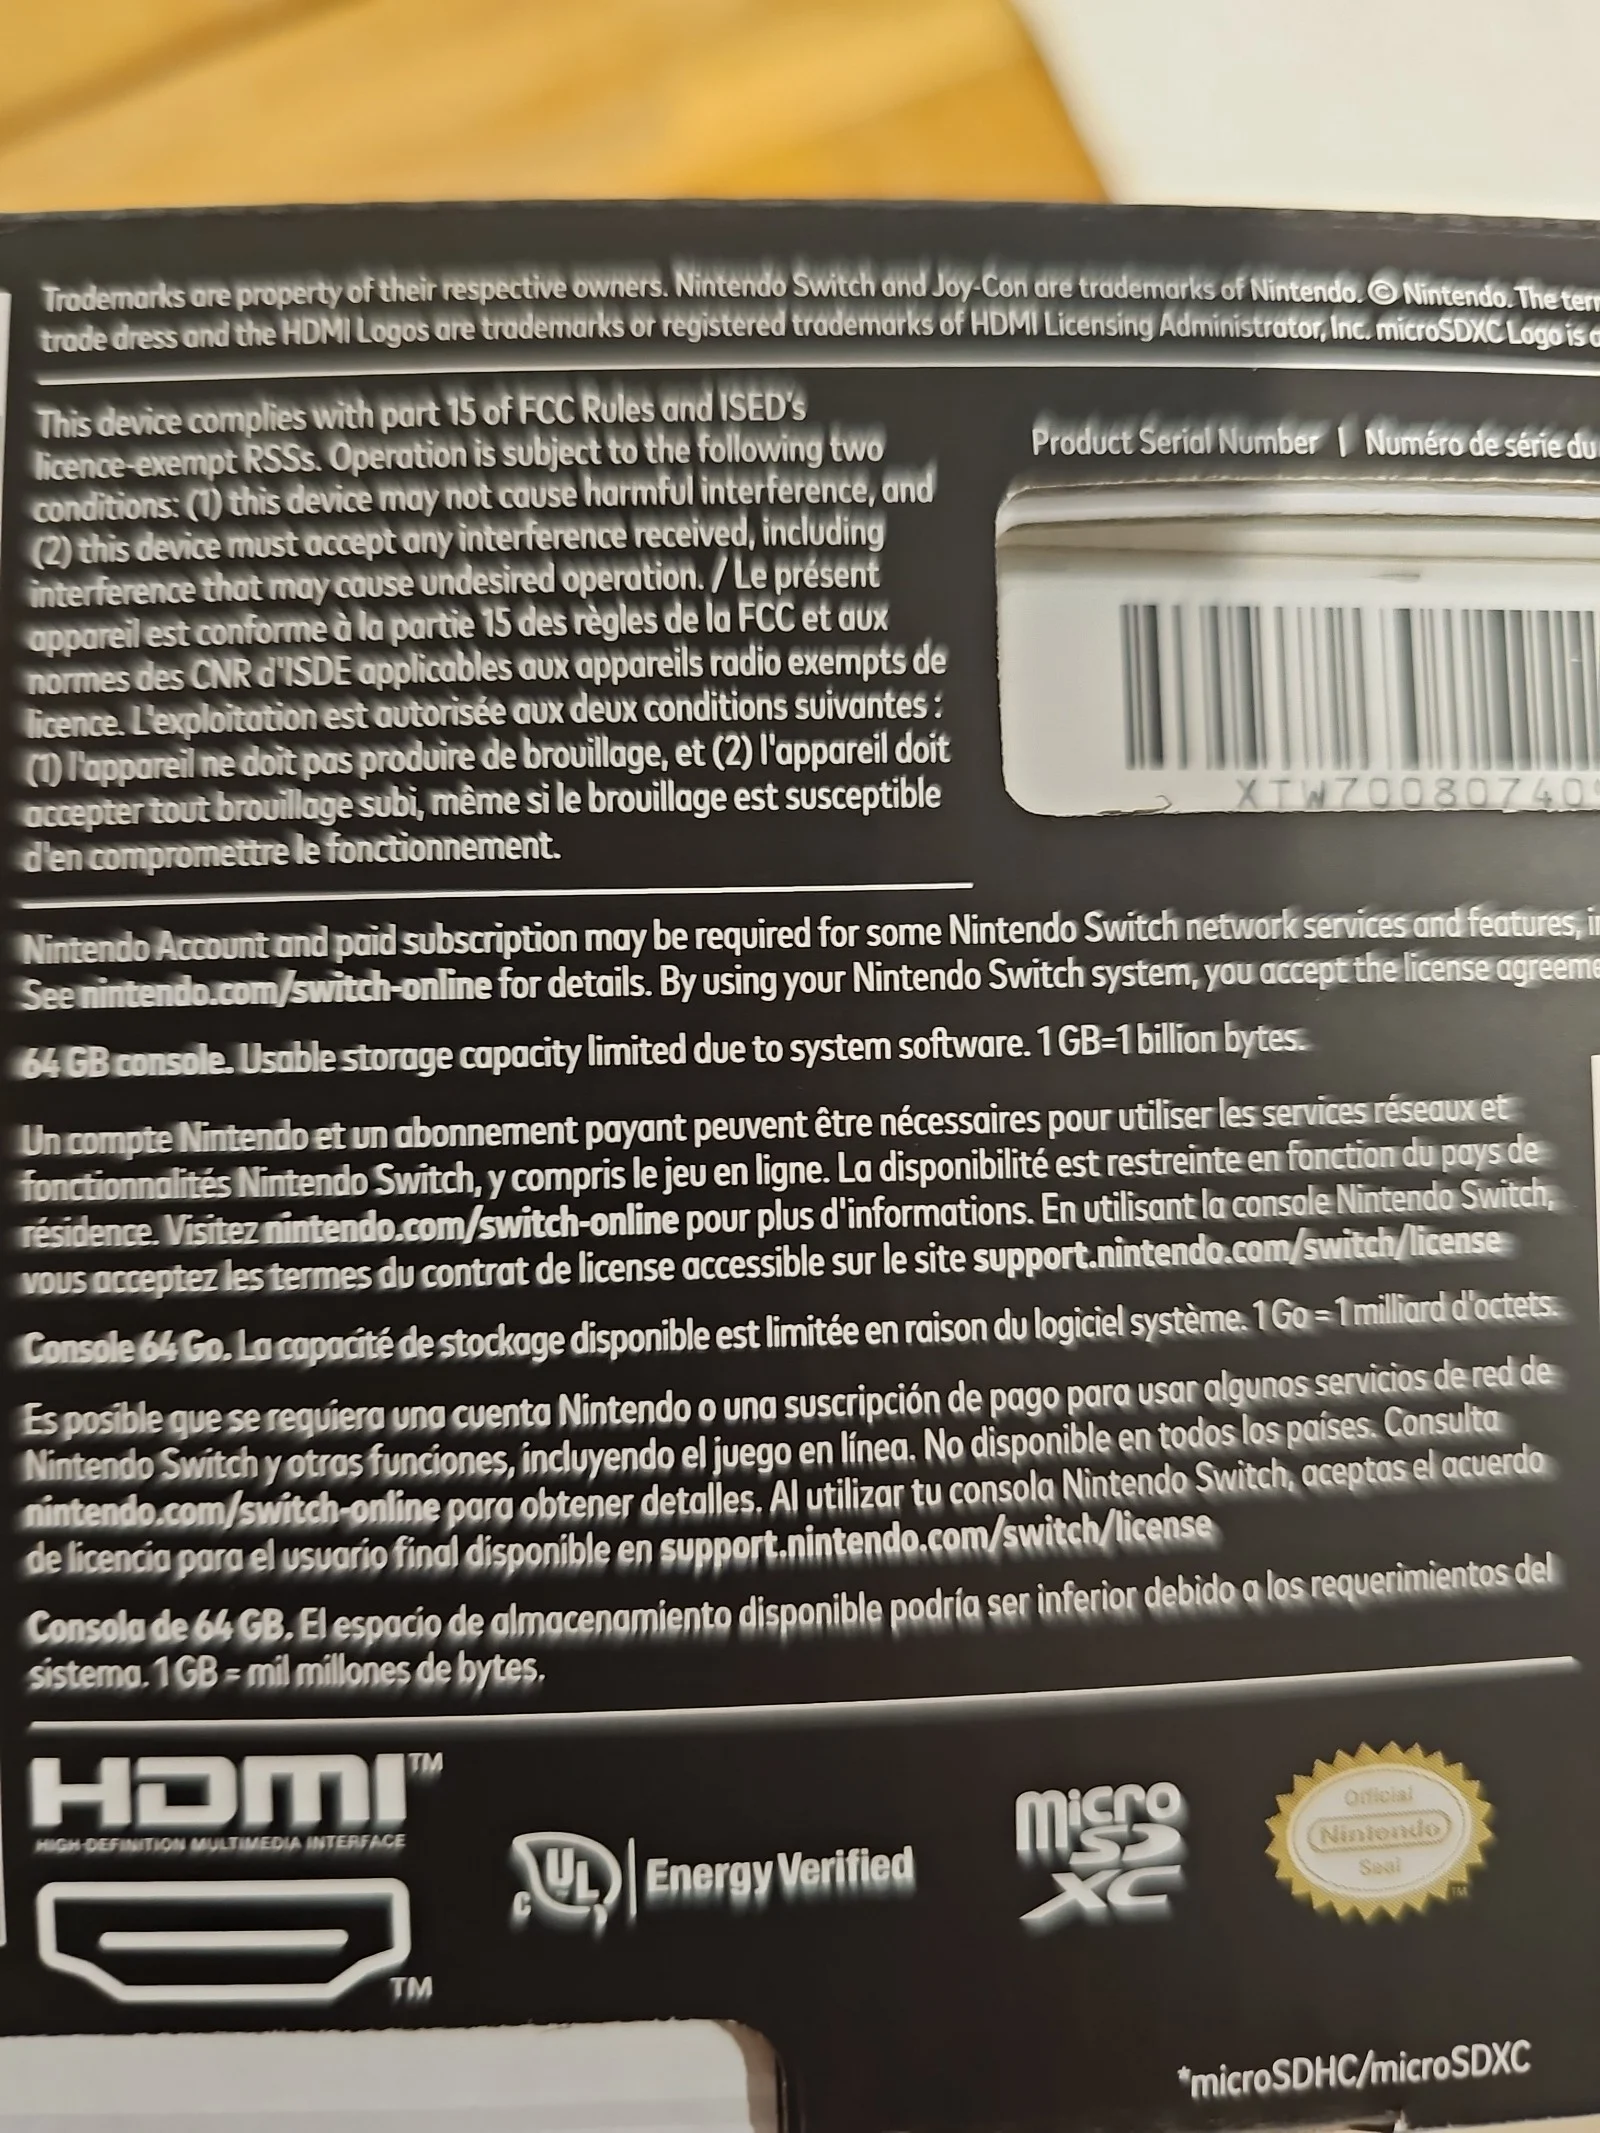 Trademarks are property of their respective owners. Nintendo Switch and Joy-Con are trademarks of Nintendo. © Nintendo. The
trade dress and the HDMI Logos are trademarks or registered trademarks of HDMI Licensing Administrator, Inc. microSDXC Logo is
This device complies with part 15 of FCC Rules and ISED's
licence-exempt RSSs. Operation is subject to the following two
conditions: (1) this device may not cause harmful interference, and
(2) this device must accept any interference received, including
interference that may cause undesired operation. / Le présent
appareil est conforme à la partie 15 des règles de la FCC et aux
normes des CNR d'ISDE applicables aux appareils radio exempts de
licence. L'exploitation est autorisée aux deux conditions suivantes :
(1) l'appareil ne doit pas produire de brouillage, et (2) l'appareil doit
accepter tout brouillage subi, même si le brouillage est susceptible
d'en compromettre le fonctionnement.
Product Serial Number | Numéro de série du
XTW70080740
Nintendo Account and paid subscription may be required for some Nintendo Switch network services and features,
See nintendo.com/switch-online for details. By using your Nintendo Switch system, you accept the license agreeme
64 GB console. Usable storage capacity limited due to system software. 1 GB=1 billion bytes.
Un compte Nintendo et un abonnement payant peuvent être nécessaires pour utiliser les services réseaux et
fonctionnalités Nintendo Switch, y compris le jeu en ligne. La disponibilité est restreinte en fonction du pays de
résidence. Visitez nintendo.com/switch-online pour plus d'informations. En utilisant la console Nintendo Switch,
vous acceptez les termes du contrat de license accessible sur le site support.nintendo.com/switch/license
Console 64 Go. La capacité de stockage disponible est limitée en raison du logiciel système. 1 Go = 1 milliard d'octets.
Es posible que se requiera una cuenta Nintendo o una suscripción de pago para usar algunos servicios de red de
Nintendo Switch y otras funciones, incluyendo el juego en línea. No disponible en todos los países. Consulta
nintendo.com/switch-online para obtener detalles. Al utilizar tu consola Nintendo Switch, aceptas el acuerdo
de licencia para el usuario final disponible en support.nintendo.com/switch/license
Consola de 64 GB. El espacio de almacenamiento disponible podría ser inferior debido a los requerimientos del
sistema. 1 GB = mil millones de bytes.
HDMI™
HIGH-DEFINITION MULTIMEDIA INTERFACE
TM
c UL | Energy Verified
micro
SD
XC
Official
Nintendo
Seal
TM
*microSDHC/microSDXC